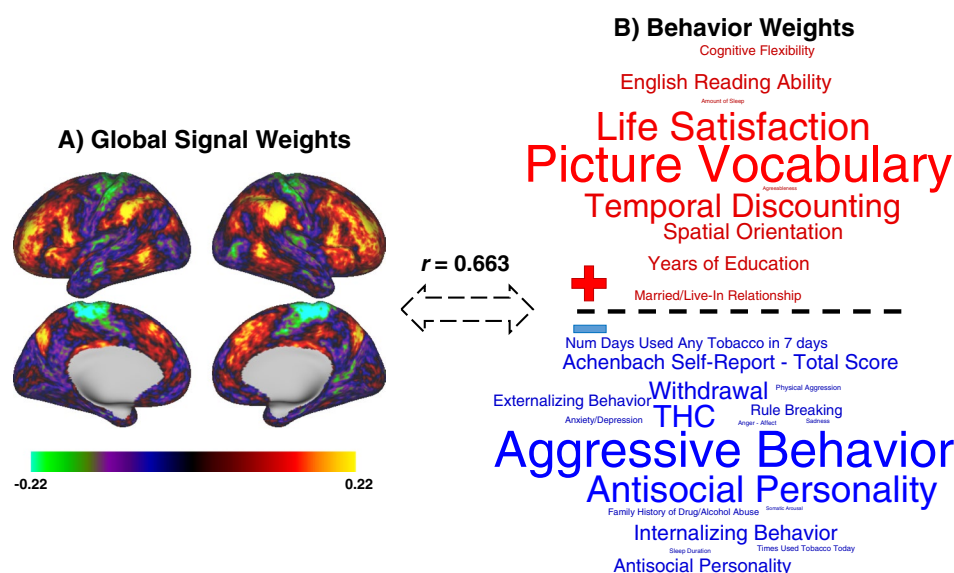 B) Behavior Weights
Cognitive Flexibility
English Reading Ability
Amount of Sleep
A) Global Signal Weights
Life Satisfaction
Picture Vocabulary
Agreeableness
Temporal Discounting
Spatial Orientation
r = 0.663
Years of Education
Married/Live-In Relationship
Num Days Used Any Tobacco in 7 days
Achenbach Self-Report - Total Score
Withdrawal Physical Aggression
Externalizing Behavior
THC Rule Breaking
Anxiety/Depression Anger - Affect Sadness
Aggressive Behavior
-0.22 0.22
Antisocial Personality
Family History of Drug/Alcohol Abuse Somatic Arousal
Internalizing Behavior
Sleep Duration Times Used Tobacco Today
Antisocial Personality